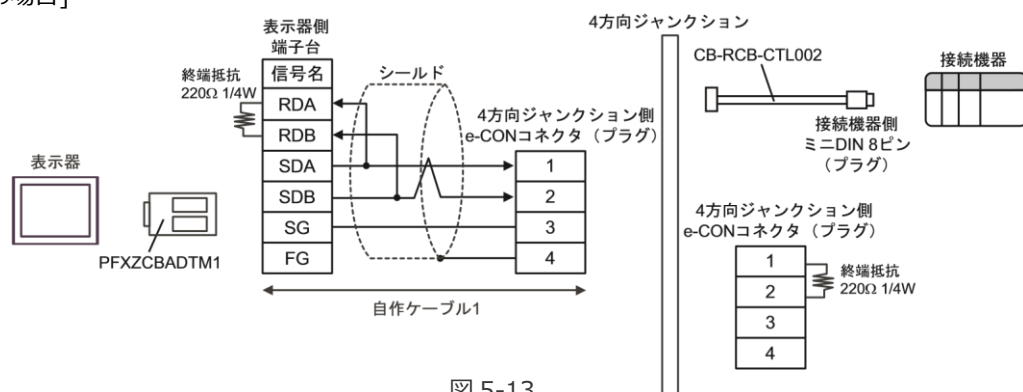 の場合]
4方向ジャンクション
表示器側
端子台
終端抵抗
220Ω 1/4W
信号名
RDA
RDB
SDA
SDB
SG
FG
シールド
4方向ジャンクション側
e-CONコネクタ（プラグ）
1
2
3
4
表示器
PFXZCBADTM1
自作ケーブル1
CB-RCB-CTL002
接続機器
接続機器側
ミニDIN 8ピン
（プラグ）
4方向ジャンクション側
e-CONコネクタ（プラグ）
1
2
3
4
終端抵抗
220Ω 1/4W
図 5-13